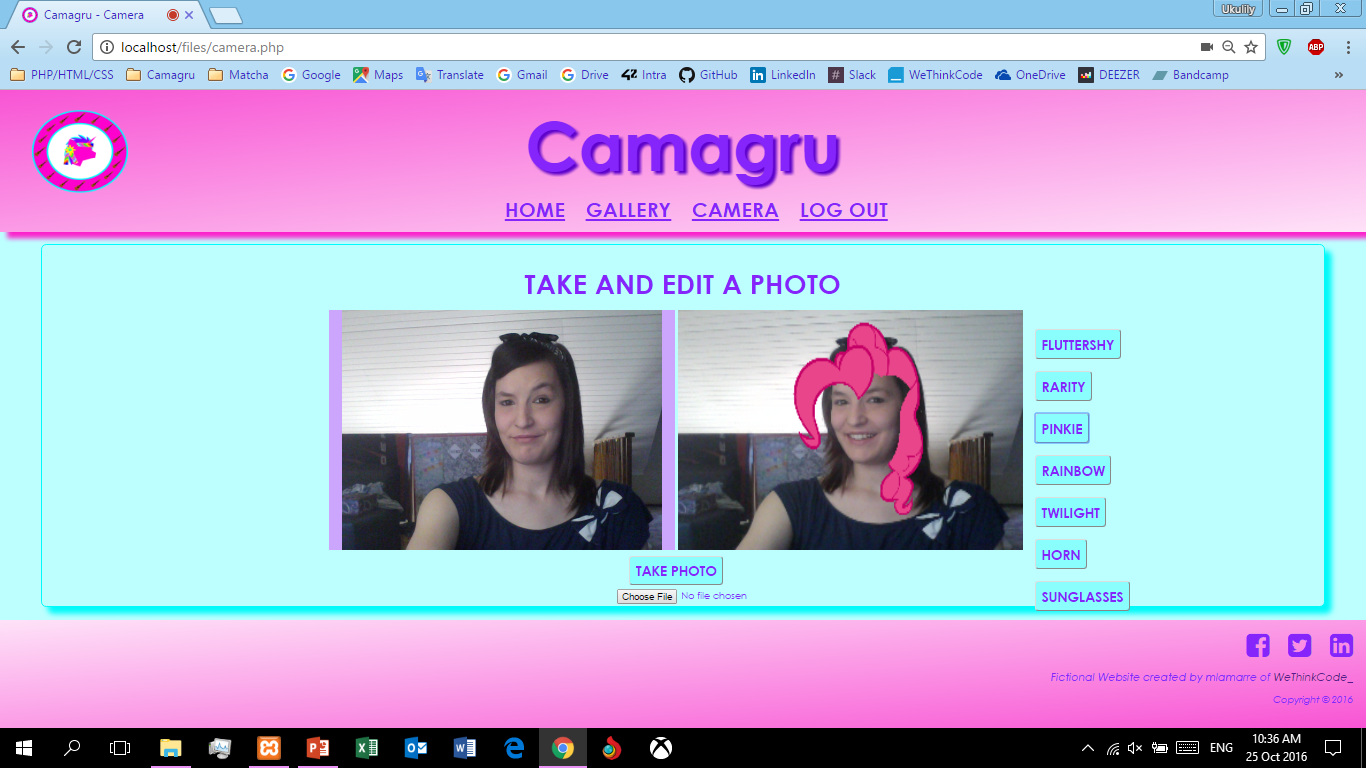 Camagru - Camera
Ukulily
localhost/files/camera.php
ABP
PHP/HTML/CSS Camagru Matcha Google Maps Translate Gmail Drive Intra GitHub LinkedIn Slack WeThinkCode OneDrive DEEZER Bandcamp »
Camagru
HOME GALLERY CAMERA LOG OUT
TAKE AND EDIT A PHOTO
FLUTTERSHY
RARITY
PINKIE
RAINBOW
TWILIGHT
HORN
SUNGLASSES
TAKE PHOTO
Choose File No file chosen
Fictional Website created by mlamarre of WeThinkCode_
Copyright © 2016
ENG
10:36 AM
25 Oct 2016